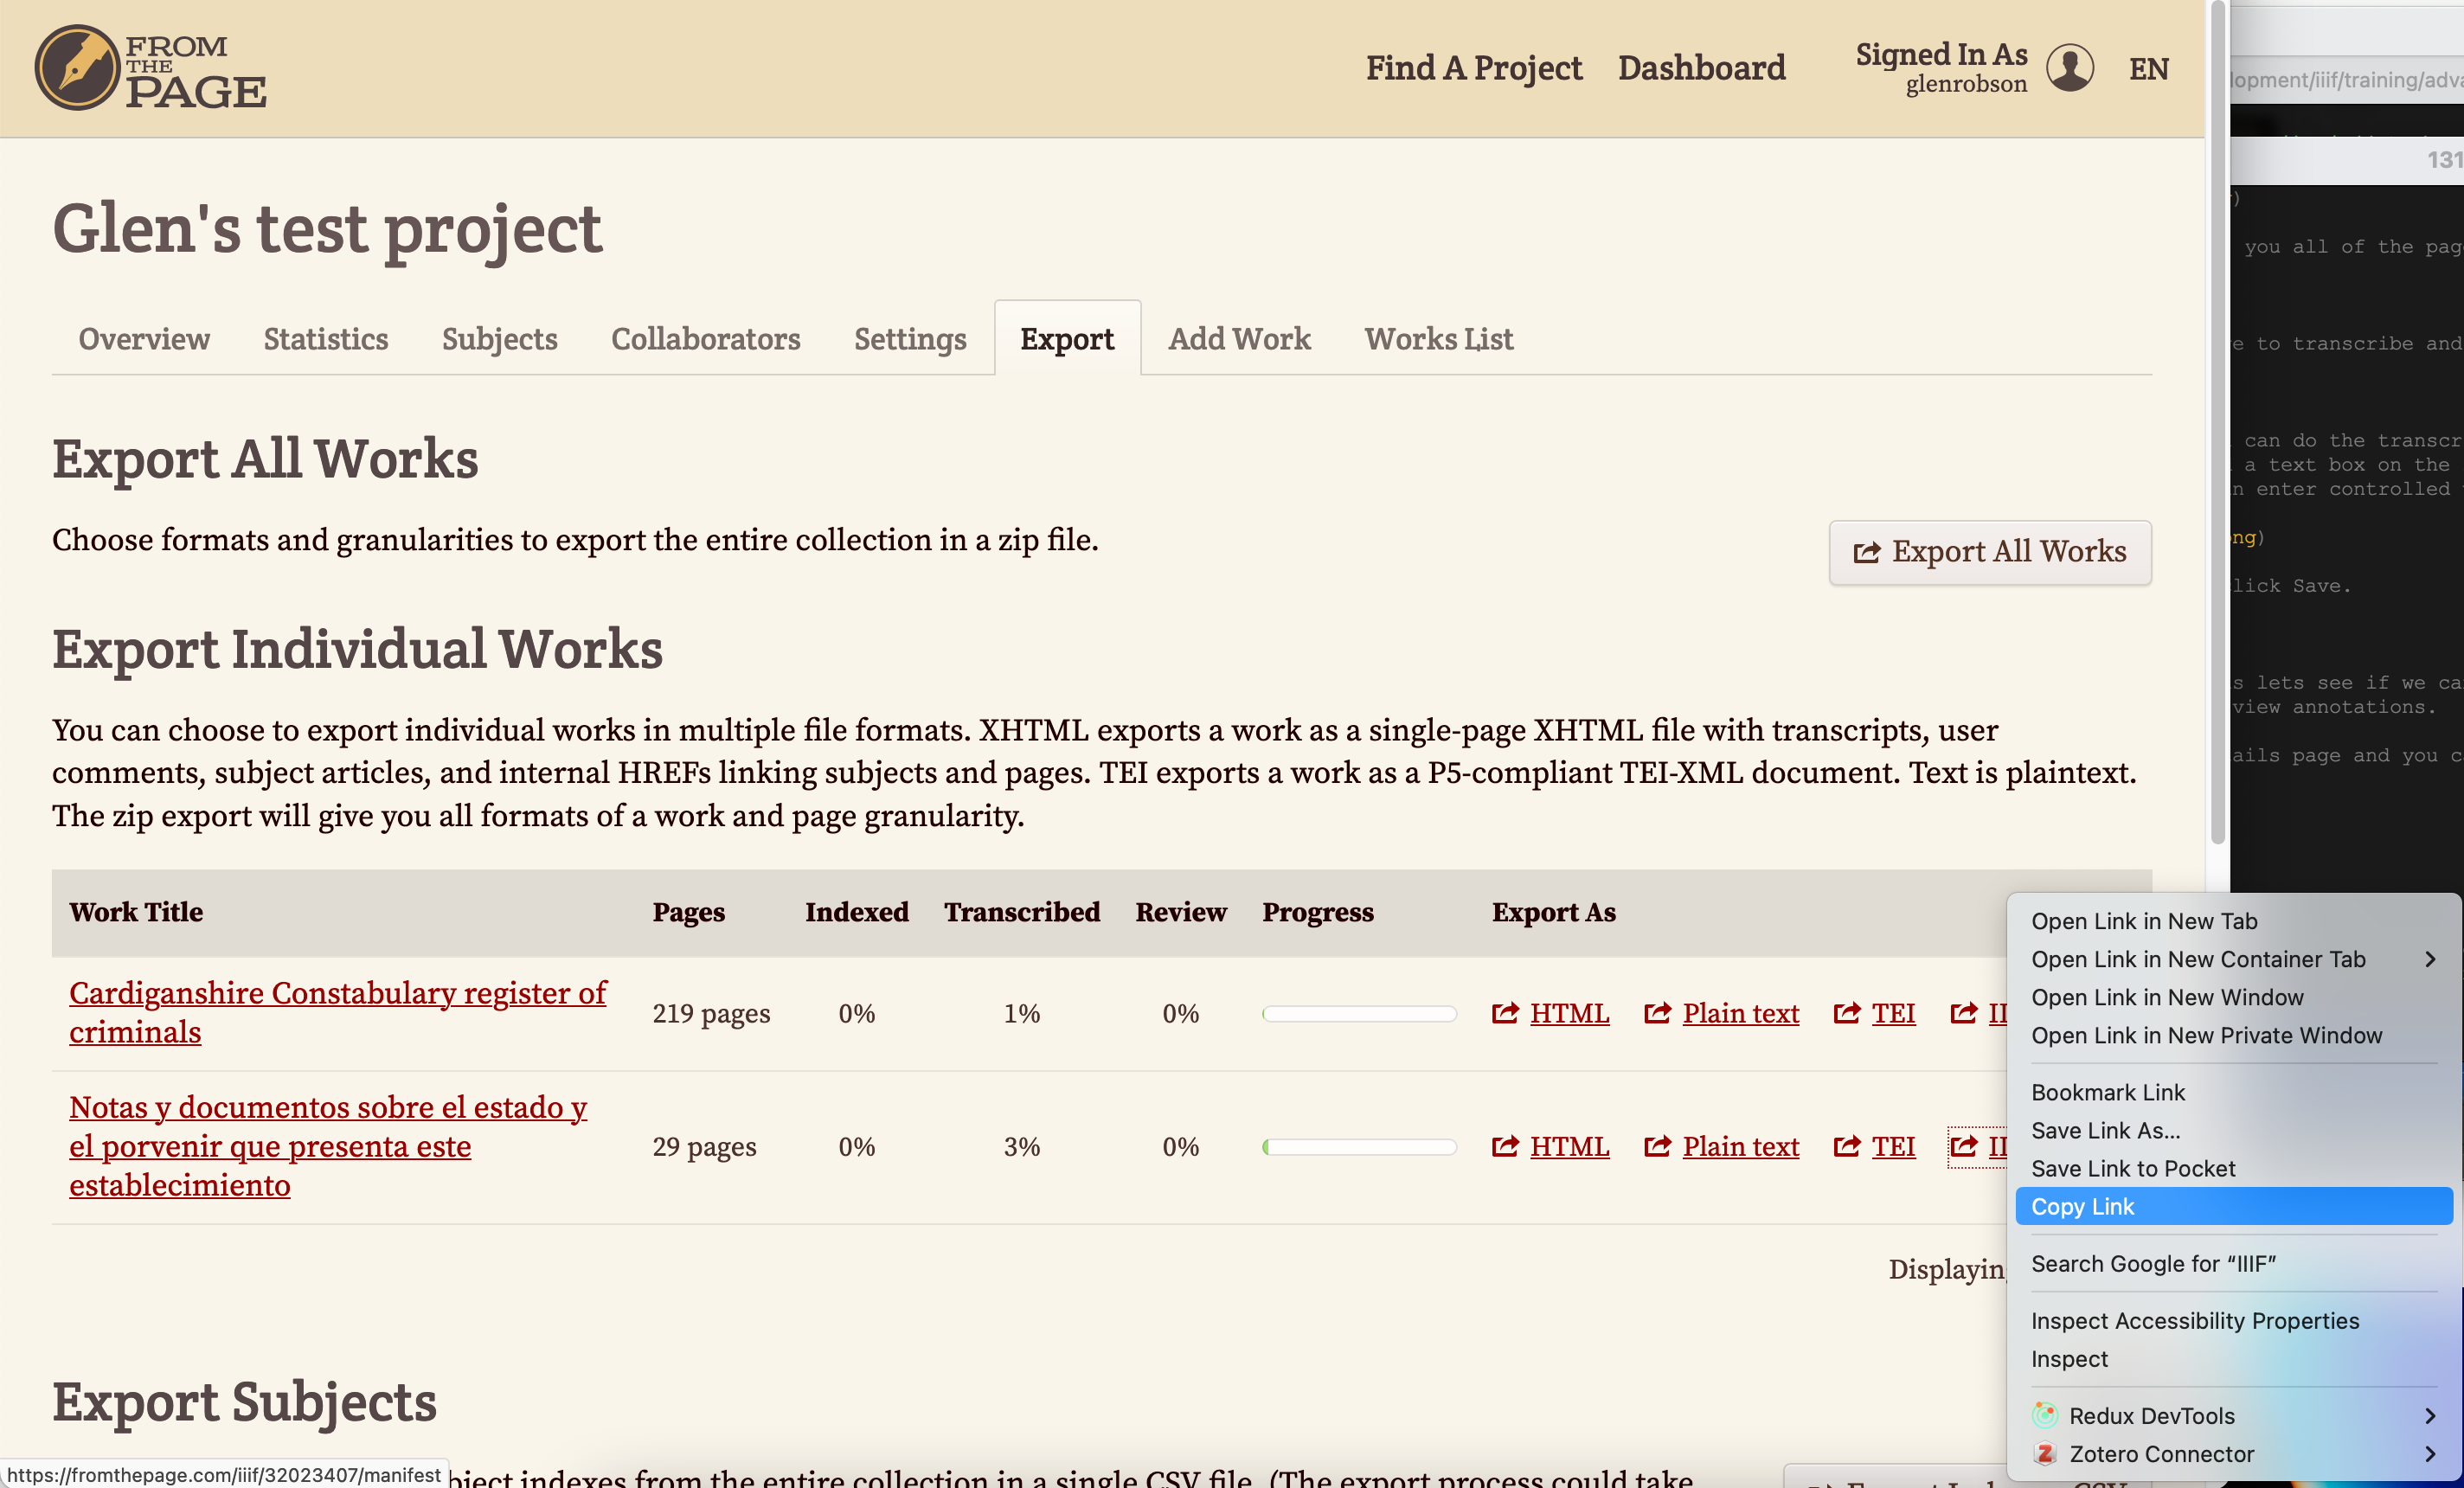 FROM
THE
PAGE
Find A Project
Dashboard
Signed In As
glenrobson
EN
Glen's test project
Overview
Statistics
Subjects
Collaborators
Settings
Export
Add Work
Works List
Export All Works
Choose formats and granularities to export the entire collection in a zip file.
Export All Works
Export Individual Works
You can choose to export individual works in multiple file formats. XHTML exports a work as a single-page XHTML file with transcripts, user
comments, subject articles, and internal HREFs linking subjects and pages. TEI exports a work as a P5-compliant TEI-XML document. Text is plaintext.
The zip export will give you all formats of a work and page granularity.
Work Title Pages Indexed Transcribed Review Progress Export As
Cardiganshire Constabulary register of
criminals
219 pages 0% 1% 0% HTML Plain text TEI
Notas y documentos sobre el estado y
el porvenir que presenta este
establecimiento
29 pages 0% 3% 0% HTML Plain text TEI
Displaying
Export Subjects
bject indexes from the entire collection in a single CSV file. (The export process could take
https://fromthepage.com/iiif/32023407/manifest
Open Link in New Tab
Open Link in New Container Tab
Open Link in New Window
Open Link in New Private Window
Bookmark Link
Save Link As...
Save Link to Pocket
Copy Link
Search Google for “IIIF”
Inspect Accessibility Properties
Inspect
Redux DevTools
Zotero Connector
lopment/iiif/training/adva
131
you all of the pag
e to transcribe and
can do the transcr
a text box on the
n enter controlled
ng)
lick Save.
s lets see if we ca
view annotations.
ails page and you c